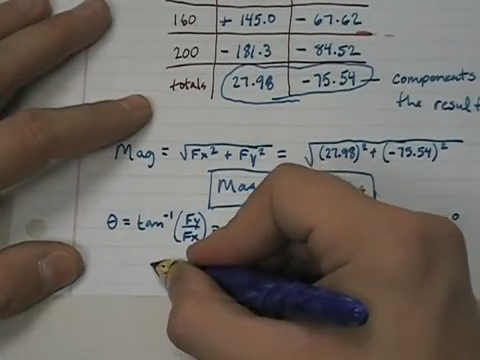 160 + 145.0 - 67.62
200 - 181.3 - 84.52
totals 27.98 - 75.54 — components
the result
Mag = √Fx² + Fy² = √(27.98)² + (-75.54)²
Mag
θ = tan⁻¹ (Fy/Fx) =